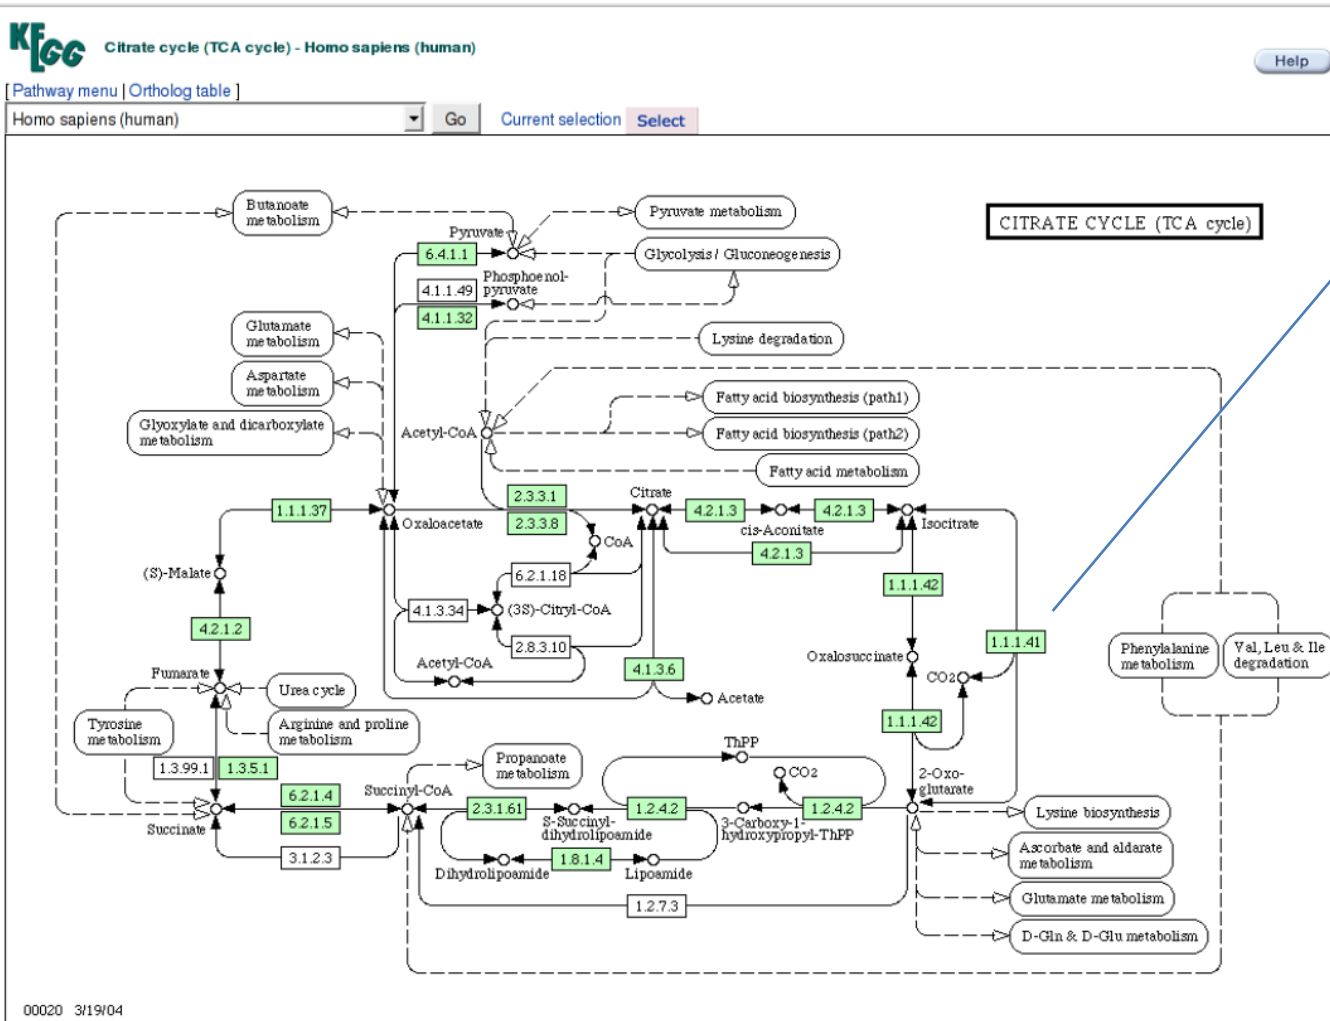 KEGG
Citrate cycle (TCA cycle) - Homo sapiens (human)
Help
[ Pathway menu | Ortholog table ]
Homo sapiens (human)
Go
Current selection
Select
CITRATE CYCLE (TCA cycle)
Butanoate
metabolism
Pyruvate metabolism
Pyruvate
6.4.1.1
Glycolysis / Gluconeogenesis
4.1.1.49
Phosphoenol-
pyruvate
4.1.1.32
Glutamate
metabolism
Lysine degradation
Aspartate
metabolism
Fatty acid biosynthesis (path1)
Glyoxylate and dicarboxylate
metabolism
Acetyl-CoA
Fatty acid biosynthesis (path2)
Fatty acid metabolism
1.1.1.37
Oxaloacetate
2.3.3.1
2.3.3.8
Citrate
4.2.1.3
cis-Aconitate
4.2.1.3
Isocitrate
4.2.1.3
CoA
(S)-Malate
6.2.1.18
1.1.1.42
4.1.3.34
(3S)-Citryl-CoA
4.2.1.2
2.8.3.10
1.1.1.41
Acetyl-CoA
4.1.3.6
Oxalosuccinate
Phenylalanine
metabolism
Val, Leu & Ile
degradation
Fumarate
Urea cycle
CO2
Acetate
Tyrosine
metabolism
Arginine and proline
metabolism
1.1.1.42
1.3.99.1
1.3.5.1
Propanoate
metabolism
ThPP
CO2
2-Oxo-
glutarate
6.2.1.4
6.2.1.5
Succinyl-CoA
2.3.1.61
1.2.4.2
1.2.4.2
Succinate
S-Succinyl-
dihydrolipoamide
3-Carboxy-1-
hydroxypropyl-ThPP
Lysine biosynthesis
3.1.2.3
Dihydrolipoamide
1.8.1.4
Lipoamide
Ascorbate and aldarate
metabolism
1.2.7.3
Glutamate metabolism
D-Gln & D-Glu metabolism
00020 3/19/04